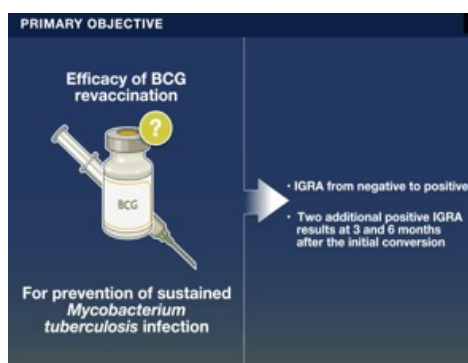 PRIMARY OBJECTIVE
Efficacy of BCG
revaccination
?
BCG
For prevention of sustained
Mycobacterium
tuberculosis infection
• IGRA from negative to positive
• Two additional positive IGRA
results at 3 and 6 months
after the initial conversion